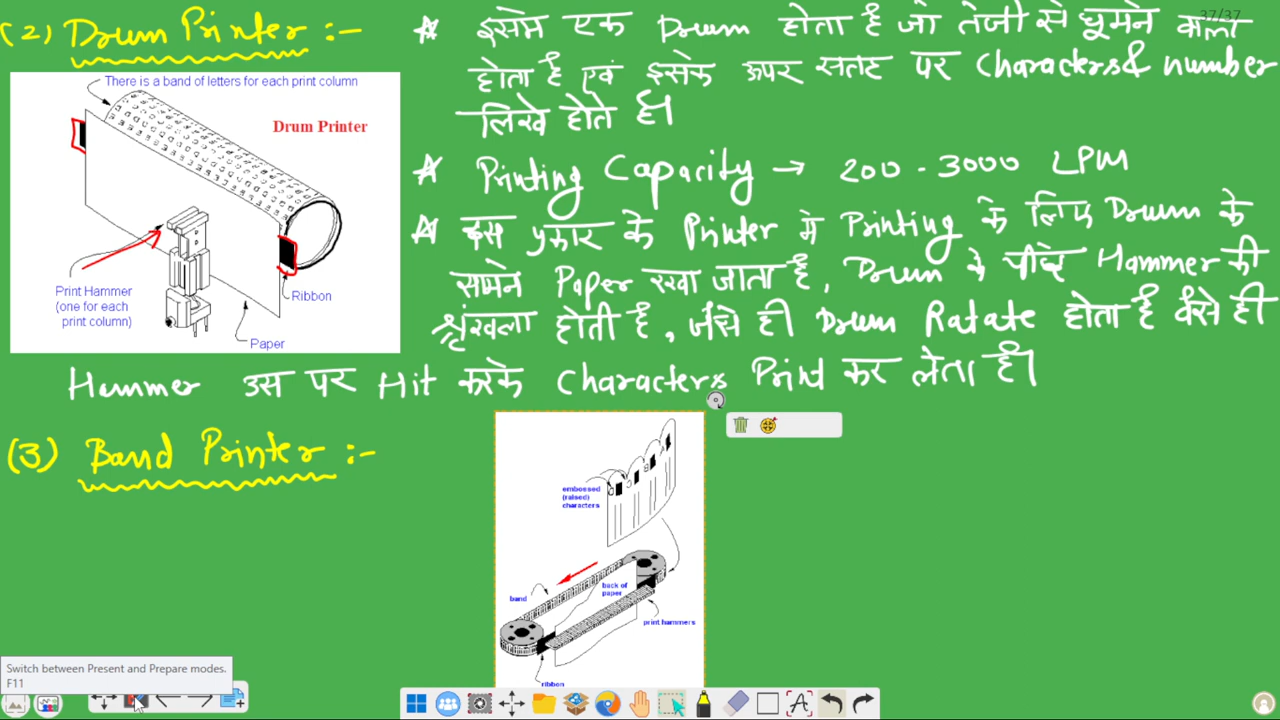 37/37
(2) Drum Printer :-
★ इसमे एक Drum होता है जो तेजी से घूमने वाला
होता है एवं इसके ऊपर सतह पर Characters & number
लिखे होते है।
★ Printing Capacity → 200 - 3000 LPM
★ इस प्रकार के Printer मे Printing के लिए Drum के
सामने Paper रखा जाता है, Drum के पीछे Hammer की
श्रृंखला होती है, जैसे ही Drum Ratate होता है वैसे ही
Hammer उस पर Hit करके Characters Print कर लेता है।
There is a band of letters for each print column
Drum Printer
Print Hammer
(one for each
print column)
Ribbon
Paper
(3) Band Printer :-
embossed
(raised)
characters
band
back of
paper
print hammers
ribbon
Switch between Present and Prepare modes.
F11